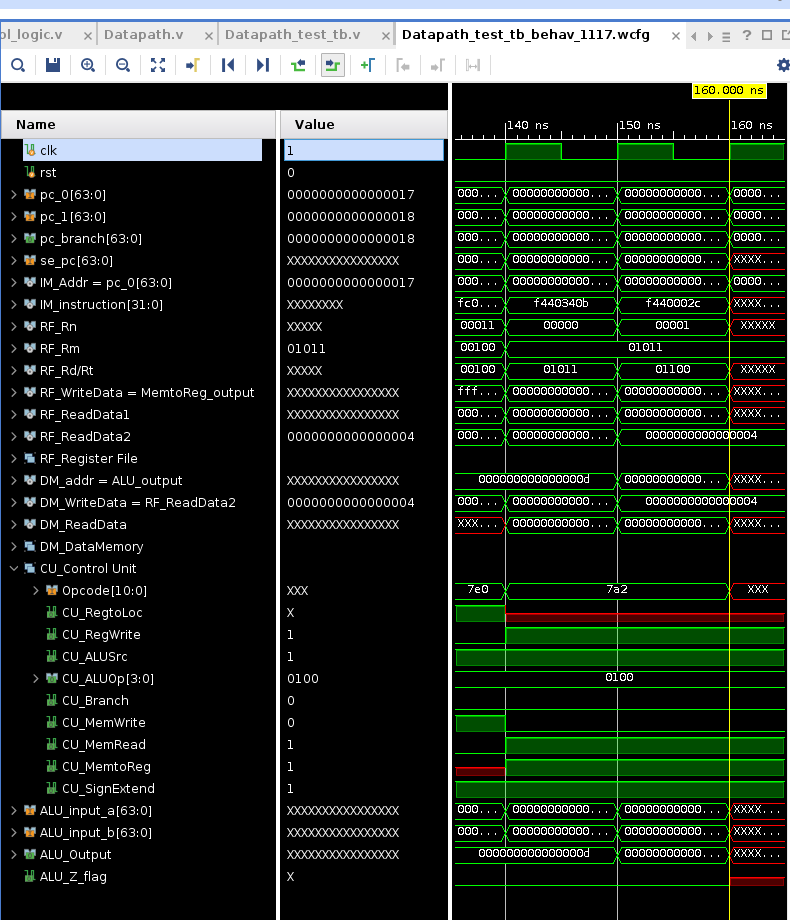 ol_logic.v × Datapath.v × Datapath_test_tb.v × Datapath_test_tb_behav_1117.wcfg ×
160.000 ns
Name Value 140 ns 150 ns 160 ns
clk 1
rst 0
pc_0[63:0] 0000000000000017 000... 00000000000... 00000000000... 0000...
pc_1[63:0] 0000000000000018 000... 00000000000... 00000000000... 0000...
pc_branch[63:0] 0000000000000018 000... 00000000000... 00000000000... 0000...
se_pc[63:0] XXXXXXXXXXXXXXXX 000... 00000000000... 00000000000... XXXX...
IM_Addr = pc_0[63:0] 0000000000000017 000... 00000000000... 00000000000... 0000...
IM_instruction[31:0] XXXXXXXX fc0... f440340b f440002c XXXX...
RF_Rn XXXXX 00011 00000 00001 XXXXX
RF_Rm 01011 00100 01011
RF_Rd/Rt XXXXX 00100 01011 01100 XXXXX
RF_WriteData = MemtoReg_output XXXXXXXXXXXXXXXX fff... 00000000000... 00000000000... XXXX...
RF_ReadData1 XXXXXXXXXXXXXXXX 000... 00000000000... 00000000000... XXXX...
RF_ReadData2 0000000000000004 000... 00000000000... 0000000000000004
RF_Register File
DM_addr = ALU_output XXXXXXXXXXXXXXXX 000000000000000d 00000000000... XXXX...
DM_WriteData = RF_ReadData2 0000000000000004 000... 00000000000... 0000000000000004
DM_ReadData XXXXXXXXXXXXXXXX XXX... 00000000000... 00000000000... XXXX...
DM_DataMemory
CU_Control Unit
Opcode[10:0] XXX 7e0 7a2 XXX
CU_RegtoLoc X
CU_RegWrite 1
CU_ALUSrc 1
CU_ALUOp[3:0] 0100 0100
CU_Branch 0
CU_MemWrite 0
CU_MemRead 1
CU_MemtoReg 1
CU_SignExtend 1
ALU_input_a[63:0] XXXXXXXXXXXXXXXX 000... 00000000000... 00000000000... XXXX...
ALU_input_b[63:0] XXXXXXXXXXXXXXXX 000... 00000000000... 00000000000... XXXX...
ALU_Output XXXXXXXXXXXXXXXX 000000000000000d 00000000000... XXXX...
ALU_Z_flag X